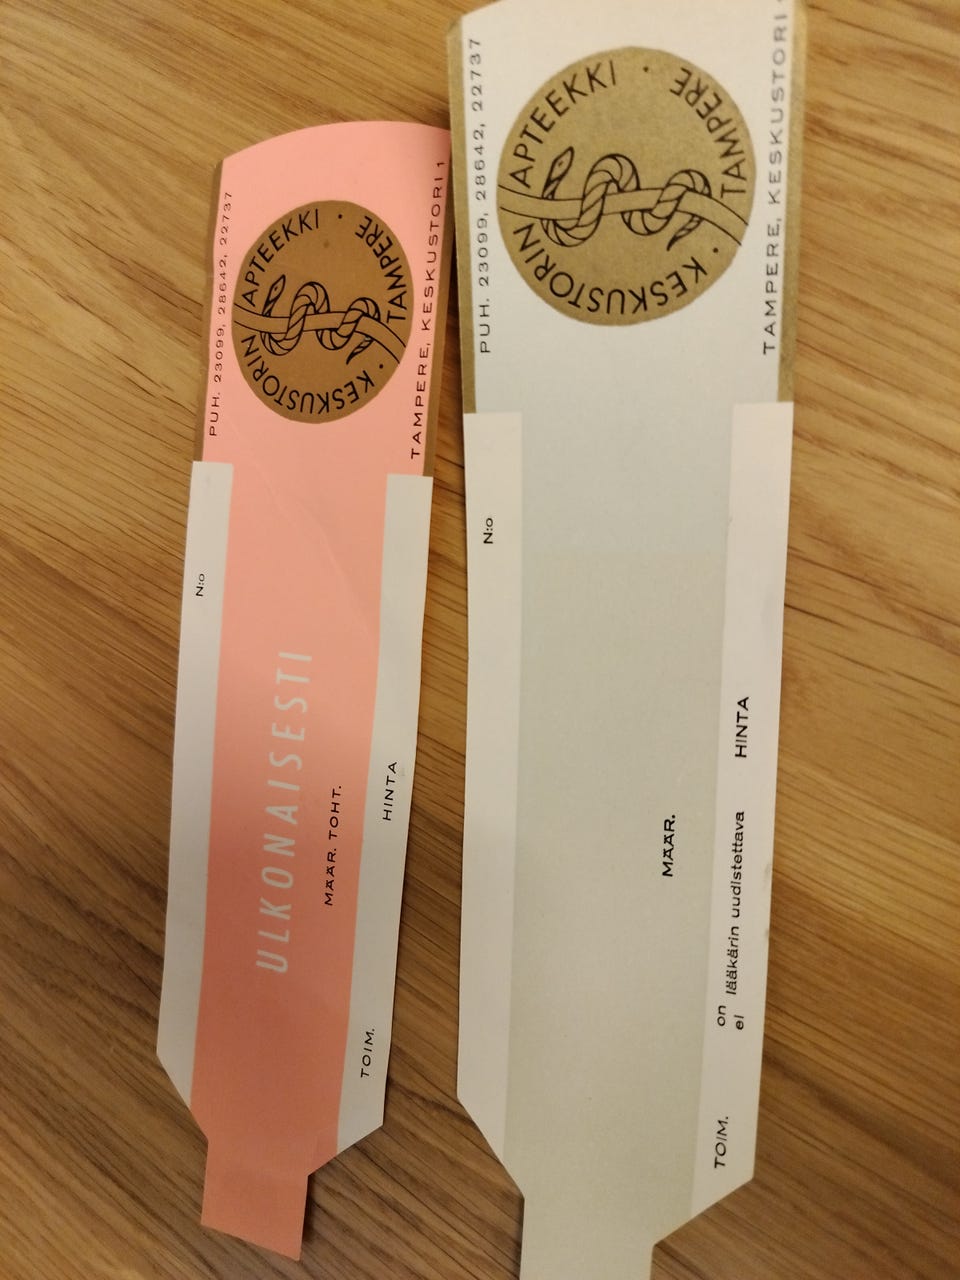 PUH. 23099, 28642, 22737
KESKUSTORIN APTEEKKI · TAMPERE ·
TAMPERE, KESKUSTORI 1
N:o
ULKONAISESTI
MÄÄR. TOHT.
TOIM.
HINTA
PUH. 23099, 28642, 22737
KESKUSTORIN APTEEKKI · TAMPERE ·
TAMPERE, KESKUSTORI 1
N:o
MÄÄR.
on
ei lääkärin uudistettava
TOIM.
HINTA